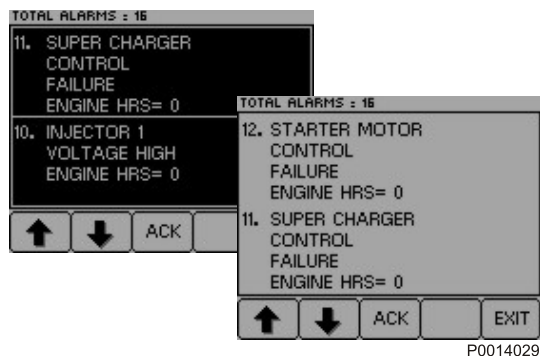 TOTAL ALARMS : 16
11. SUPER CHARGER
CONTROL
FAILURE
ENGINE HRS= 0
10. INJECTOR 1
VOLTAGE HIGH
ENGINE HRS= 0
ACK
TOTAL ALARMS : 16
12. STARTER MOTOR
CONTROL
FAILURE
ENGINE HRS= 0
11. SUPER CHARGER
CONTROL
FAILURE
ENGINE HRS= 0
ACK EXIT
P0014029